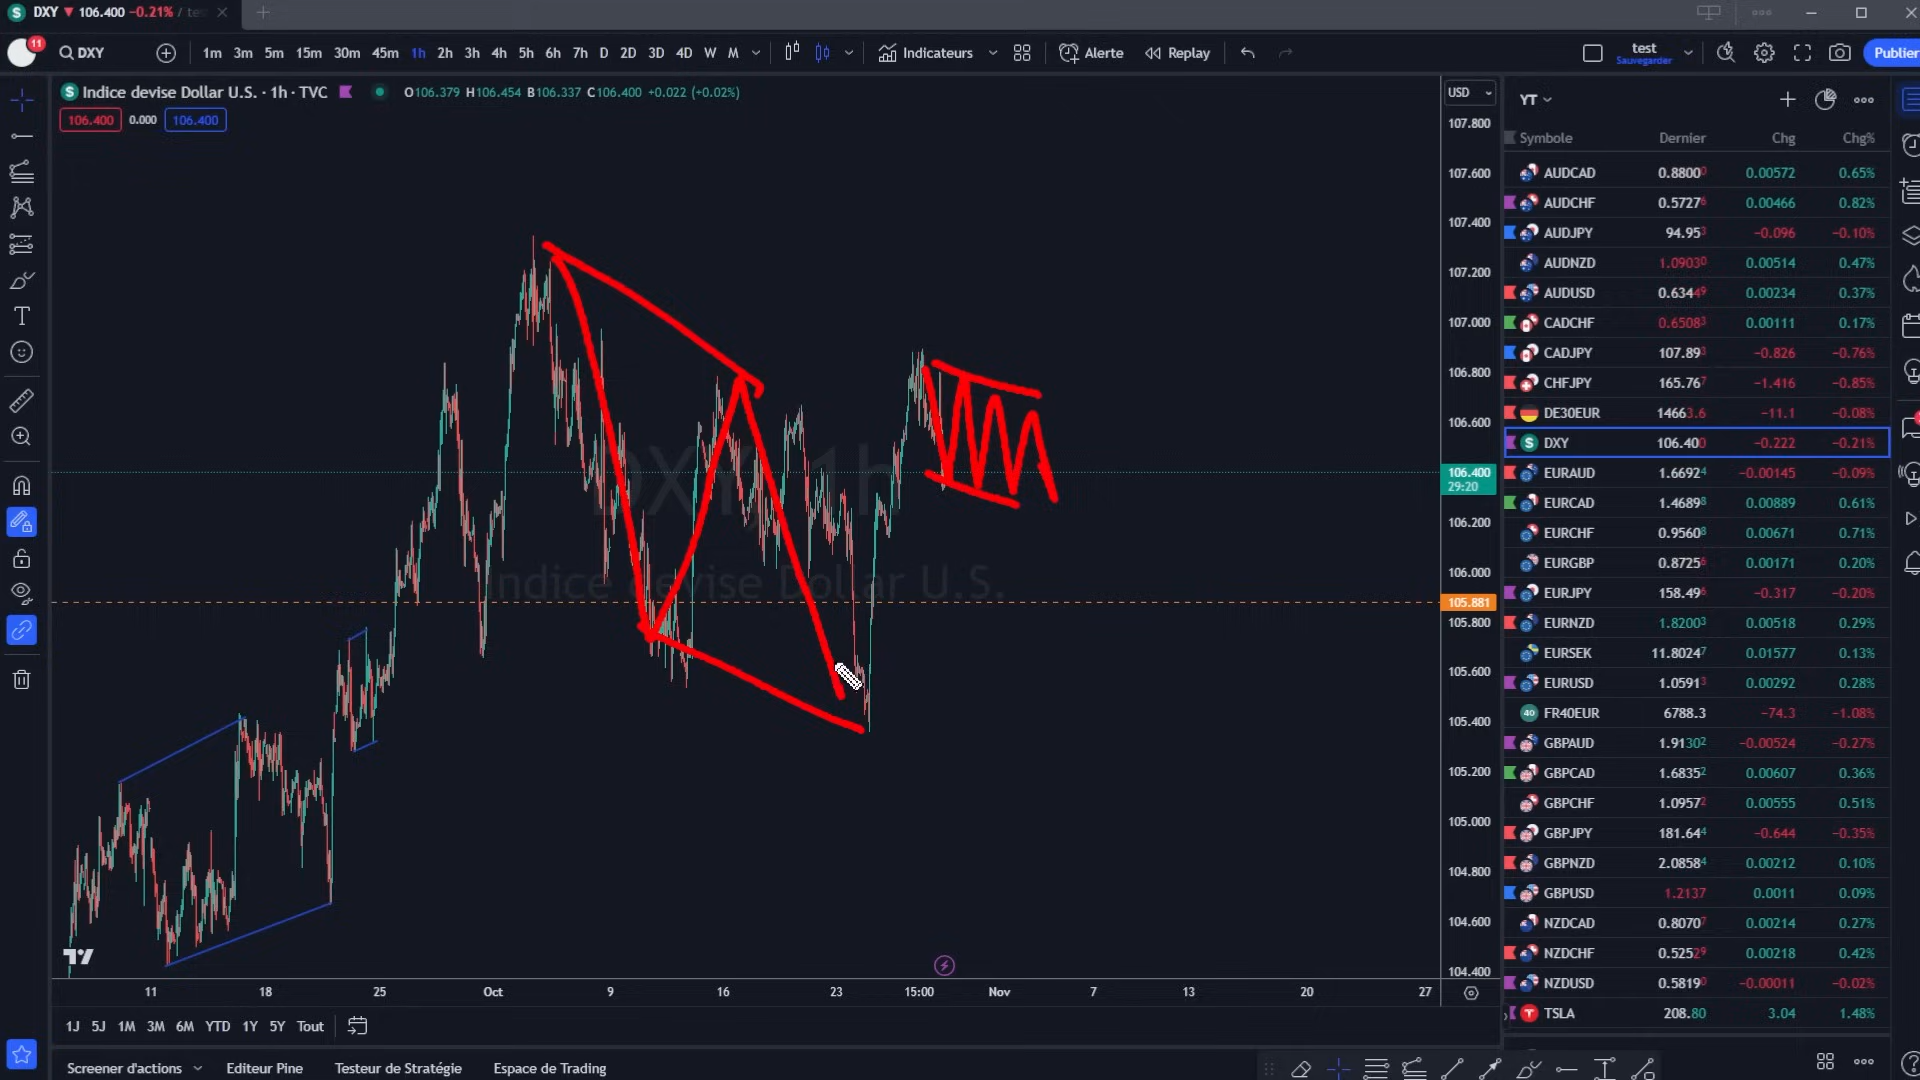 DXY ▼ 106.400 −0.21% / te
11 DXY 1m 3m 5m 15m 30m 45m 1h 2h 3h 4h 5h 6h 7h D 2D 3D 4D W M Indicateurs Alerte Replay test Publier
Sauvegarder
Indice devise Dollar U.S. · 1h · TVC O106.379 H106.454 B106.337 C106.400 +0.022 (+0.02%)
106.400 0.000 106.400
DXY, 1h
Indice devise Dollar U.S.
USD
107.800
107.600
107.400
107.200
107.000
106.800
106.600
106.400
29:20
106.200
106.000
105.881
105.800
105.600
105.400
105.200
105.000
104.800
104.600
104.400
11 18 25 Oct 9 16 23 15:00 Nov 7 13 20 27
1J 5J 1M 3M 6M YTD 1Y 5Y Tout
Screener d'actions Editeur Pine Testeur de Stratégie Espace de Trading
YT
Symbole Dernier Chg Chg%
AUDCAD 0.88000 0.00572 0.65%
AUDCHF 0.57276 0.00466 0.82%
AUDJPY 94.953 −0.096 −0.10%
AUDNZD 1.09030 0.00514 0.47%
AUDUSD 0.63449 0.00234 0.37%
CADCHF 0.65083 0.00111 0.17%
CADJPY 107.893 −0.826 −0.76%
CHFJPY 165.767 −1.416 −0.85%
DE30EUR 14663.6 −11.1 −0.08%
DXY 106.400 −0.222 −0.21%
EURAUD 1.66924 −0.00145 −0.09%
EURCAD 1.46898 0.00889 0.61%
EURCHF 0.95608 0.00671 0.71%
EURGBP 0.87256 0.00171 0.20%
EURJPY 158.496 −0.317 −0.20%
EURNZD 1.82003 0.00518 0.29%
EURSEK 11.80247 0.01577 0.13%
EURUSD 1.05913 0.00292 0.28%
40 FR40EUR 6788.3 −74.3 −1.08%
GBPAUD 1.91302 −0.00524 −0.27%
GBPCAD 1.68352 0.00607 0.36%
GBPCHF 1.09572 0.00555 0.51%
GBPJPY 181.644 −0.644 −0.35%
GBPNZD 2.08584 0.00212 0.10%
GBPUSD 1.2137 0.0011 0.09%
NZDCAD 0.80707 0.00214 0.27%
NZDCHF 0.52529 0.00218 0.42%
NZDUSD 0.58190 −0.00011 −0.02%
TSLA 208.80 3.04 1.48%